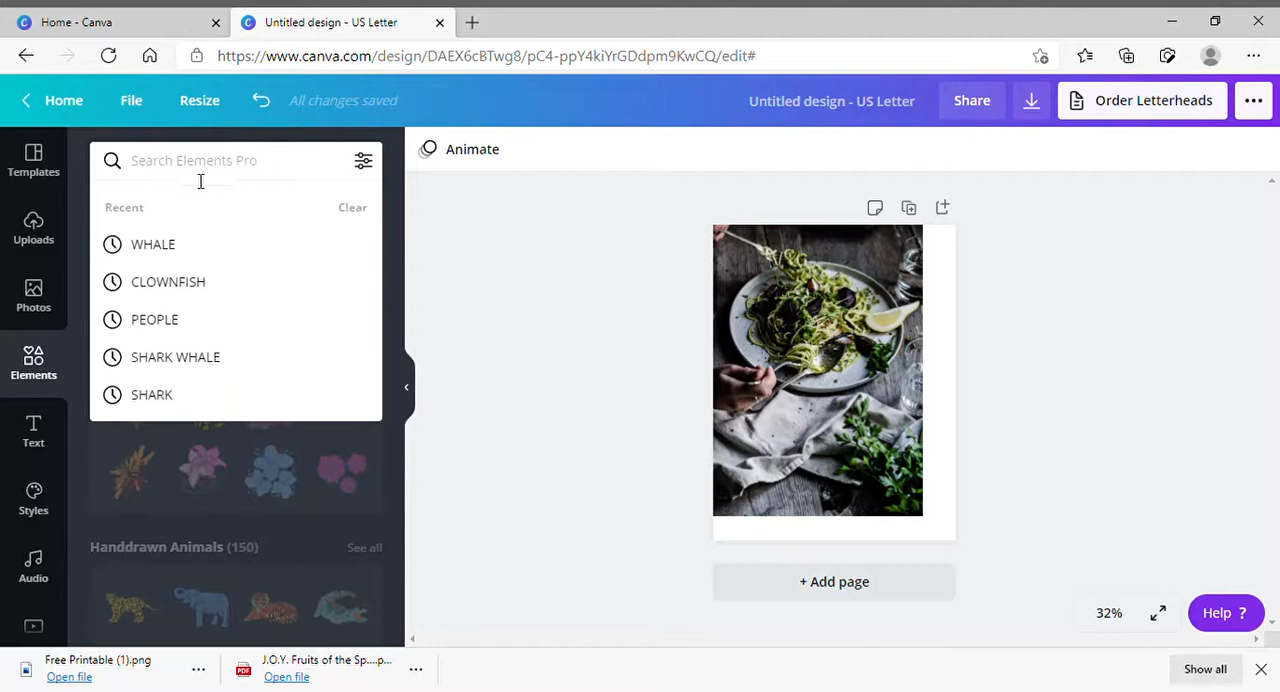 Home - Canva
Untitled design - US Letter
https://www.canva.com/design/DAEX6cBTwg8/pC4-ppY4kiYrGDdpm9KwCQ/edit#
Home File Resize All changes saved Untitled design - US Letter Share Order Letterheads
Templates
Uploads
Photos
Elements
Text
Styles
Audio
Search Elements Pro
Recent Clear
WHALE
CLOWNFISH
PEOPLE
SHARK WHALE
SHARK
Handdrawn Animals (150) See all
Animate
+ Add page
32%
Help ?
Free Printable (1).png
Open file
J.O.Y. Fruits of the Sp....p...
Open file
Show all